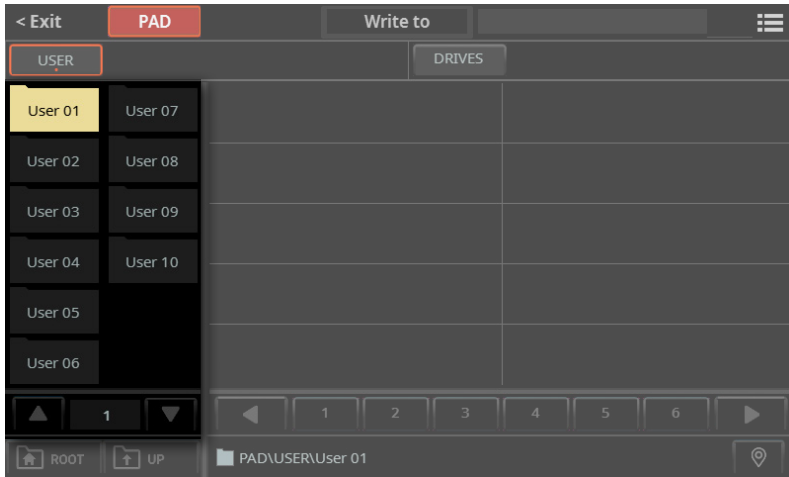 < Exit PAD Write to
USER DRIVES
User 01 User 07
User 02 User 08
User 03 User 09
User 04 User 10
User 05
User 06
1 1 2 3 4 5 6
ROOT UP PAD\USER\User 01